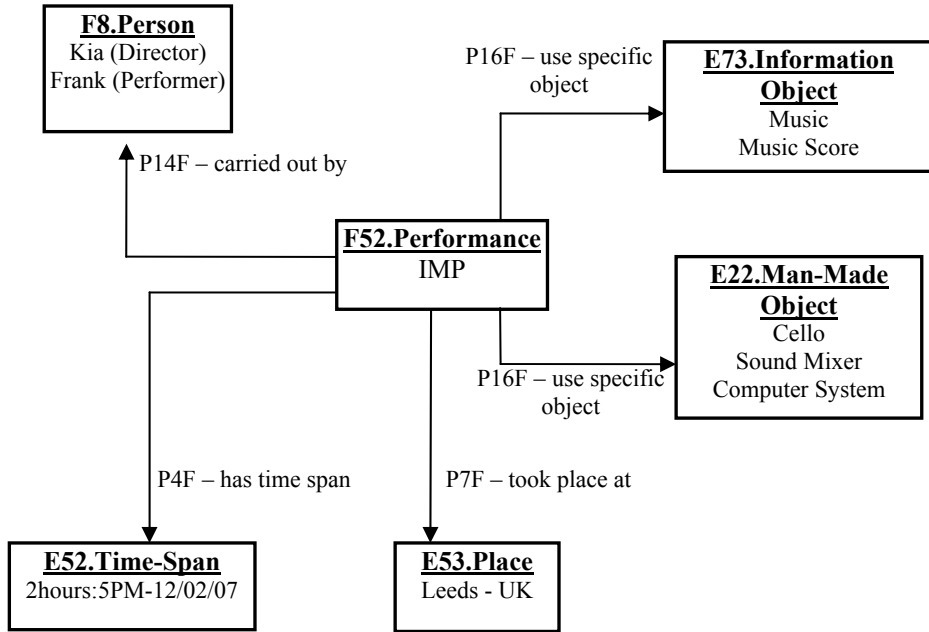 F8.Person
Kia (Director)
Frank (Performer)
P16F – use specific
object
E73.Information
Object
Music
Music Score
P14F – carried out by
F52.Performance
IMP
E22.Man-Made
Object
Cello
Sound Mixer
Computer System
P16F – use specific
object
P4F – has time span
P7F – took place at
E52.Time-Span
2hours:5PM-12/02/07
E53.Place
Leeds - UK